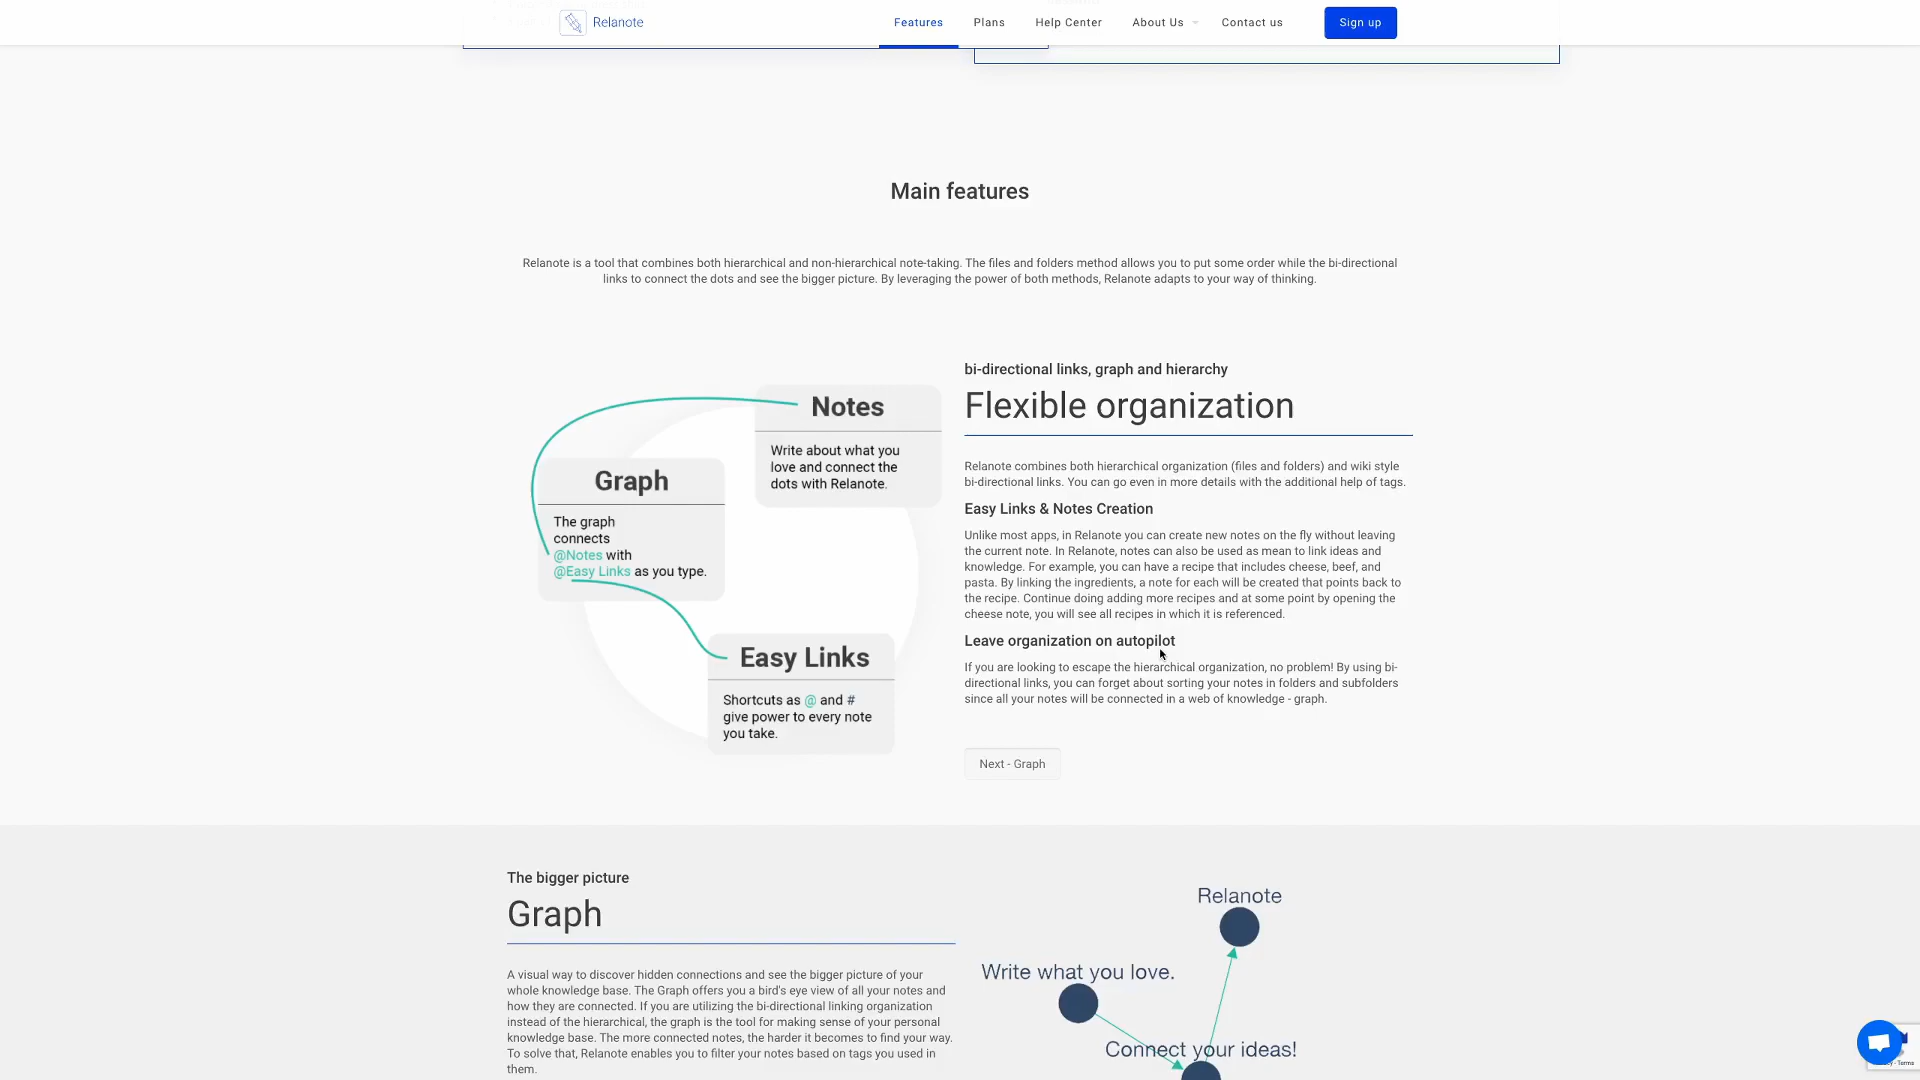 Relanote
Features
Plans
Help Center
About Us
Contact us
Sign up
Main features
Relanote is a tool that combines both hierarchical and non-hierarchical note-taking. The files and folders method allows you to put some order while the bi-directional
links to connect the dots and see the bigger picture. By leveraging the power of both methods, Relanote adapts to your way of thinking.
Notes
Write about what you
love and connect the
dots with Relanote.
Graph
The graph
connects
@Notes with
@Easy Links as you type.
Easy Links
Shortcuts as @ and #
give power to every note
you take.
bi-directional links, graph and hierarchy
Flexible organization
Relanote combines both hierarchical organization (files and folders) and wiki style
bi-directional links. You can go even in more details with the additional help of tags.
Easy Links & Notes Creation
Unlike most apps, in Relanote you can create new notes on the fly without leaving
the current note. In Relanote, notes can also be used as mean to link ideas and
knowledge. For example, you can have a recipe that includes cheese, beef, and
pasta. By linking the ingredients, a note for each will be created that points back to
the recipe. Continue doing adding more recipes and at some point by opening the
cheese note, you will see all recipes in which it is referenced.
Leave organization on autopilot
If you are looking to escape the hierarchical organization, no problem! By using bi-
directional links, you can forget about sorting your notes in folders and subfolders
since all your notes will be connected in a web of knowledge - graph.
Next - Graph
The bigger picture
Graph
A visual way to discover hidden connections and see the bigger picture of your
whole knowledge base. The Graph offers you a bird's eye view of all your notes and
how they are connected. If you are utilizing the bi-directional linking organization
instead of the hierarchical, the graph is the tool for making sense of your personal
knowledge base. The more connected notes, the harder it becomes to find your way.
To solve that, Relanote enables you to filter your notes based on tags you used in
them.
Relanote
Write what you love.
Connect your ideas!
Terms